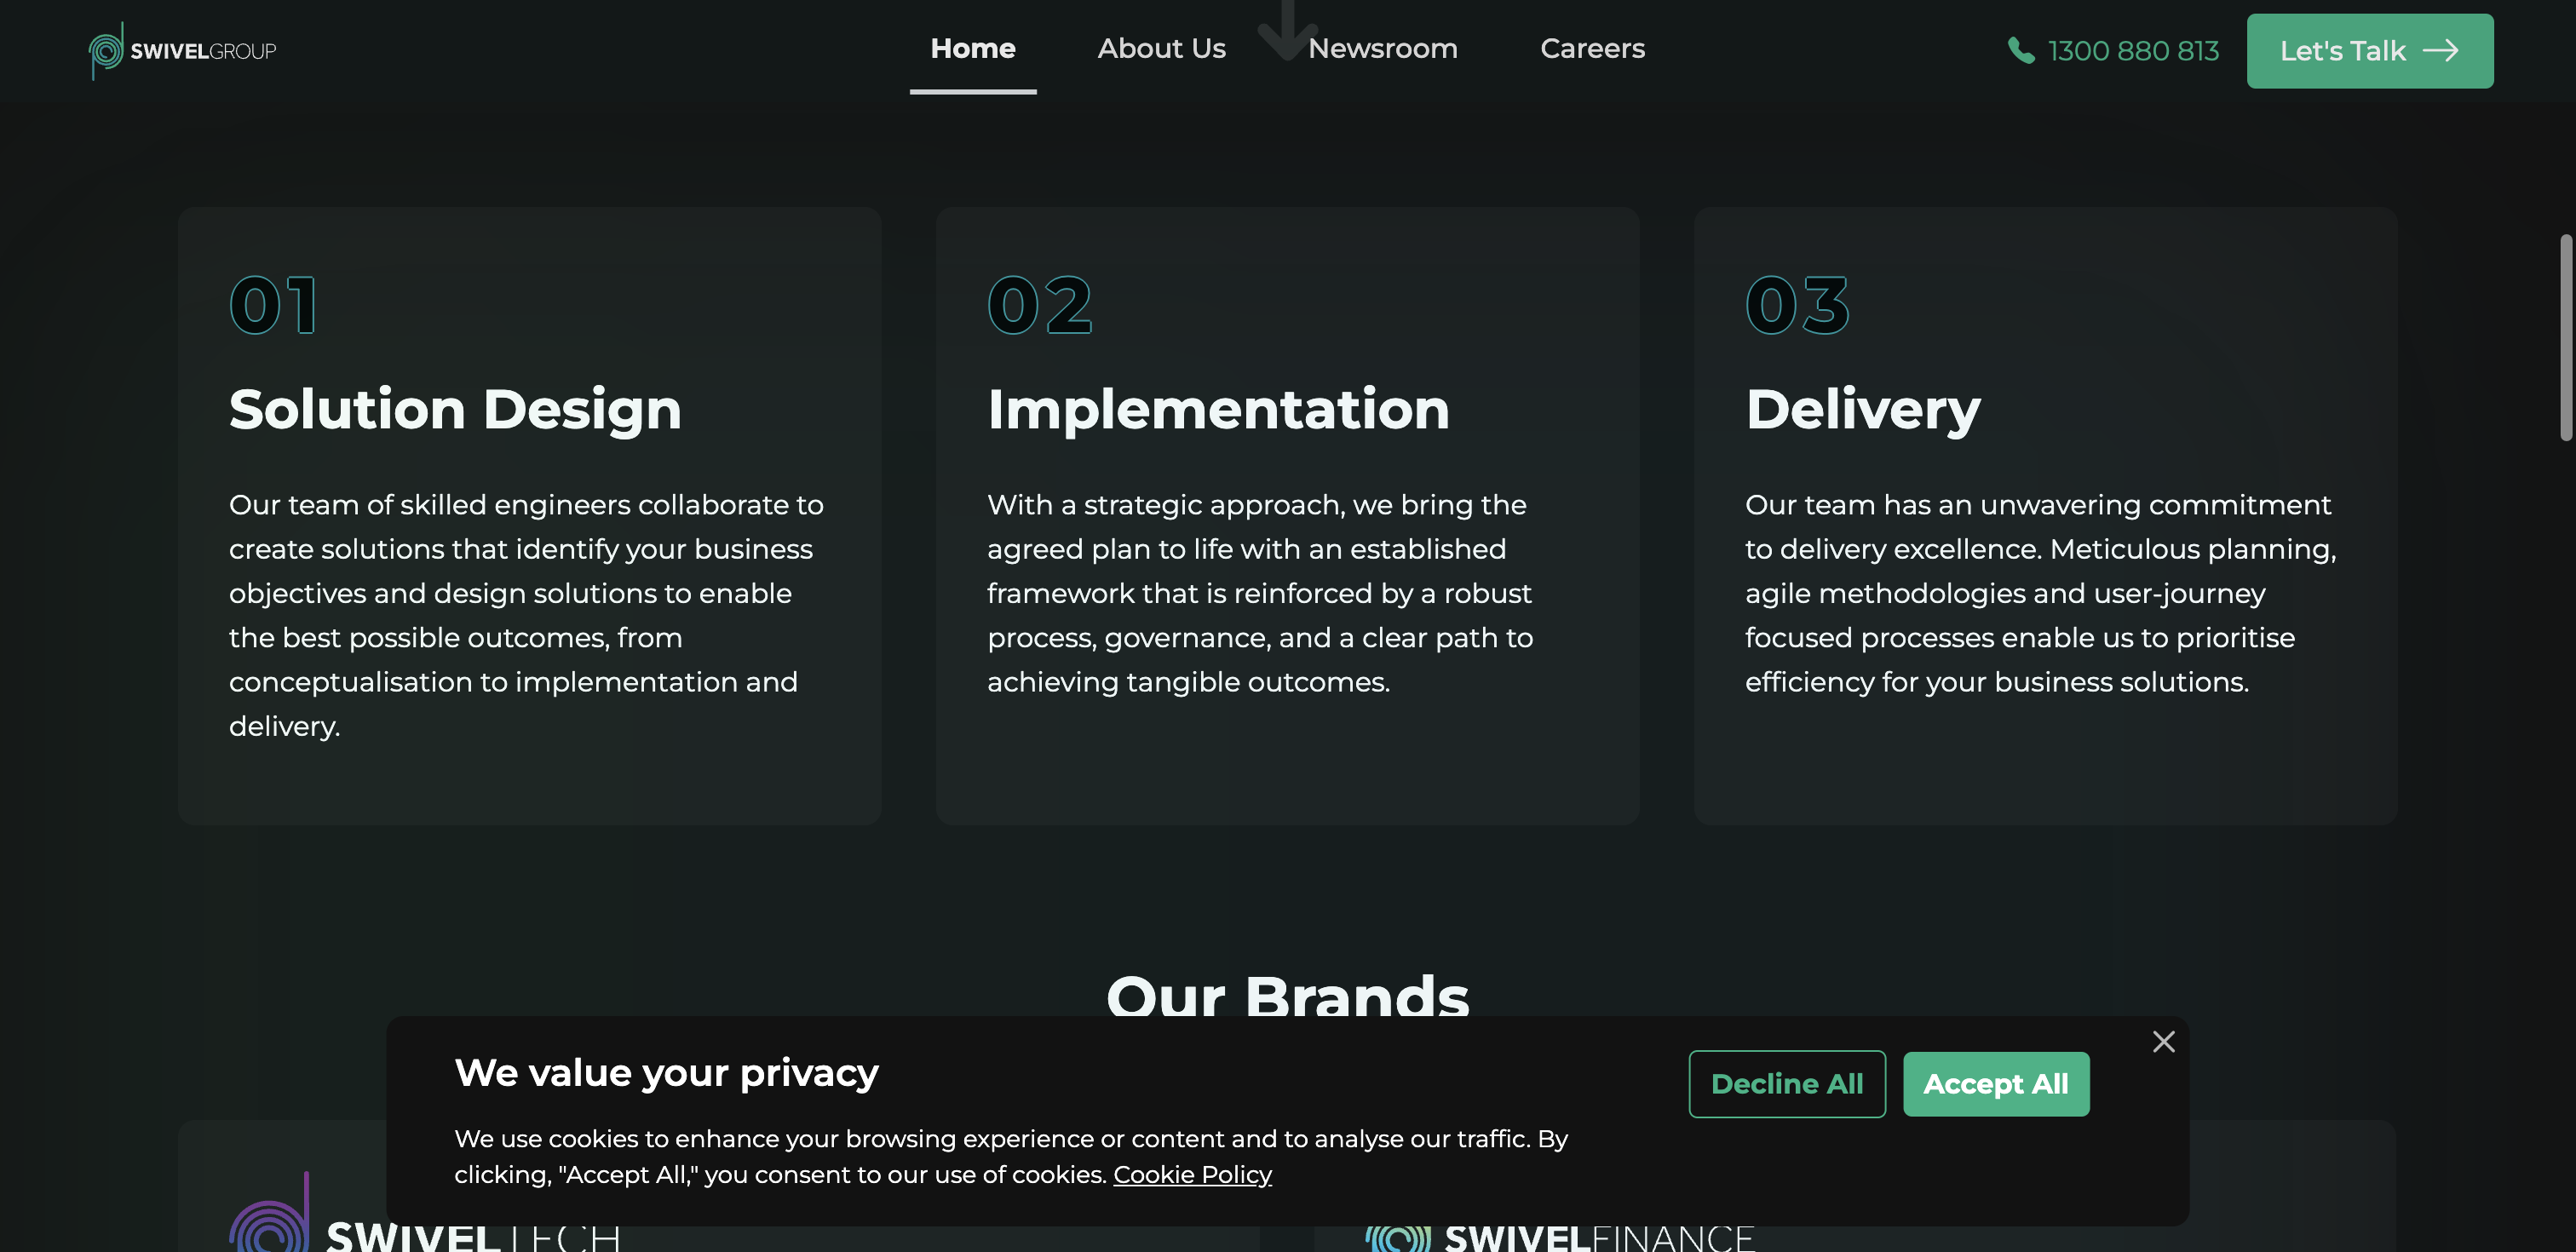 SWIVELGROUP
Home
About Us
Newsroom
Careers
1300 880 813
Let's Talk
01
Solution Design
Our team of skilled engineers collaborate to
create solutions that identify your business
objectives and design solutions to enable
the best possible outcomes, from
conceptualisation to implementation and
delivery.
02
Implementation
With a strategic approach, we bring the
agreed plan to life with an established
framework that is reinforced by a robust
process, governance, and a clear path to
achieving tangible outcomes.
03
Delivery
Our team has an unwavering commitment
to delivery excellence. Meticulous planning,
agile methodologies and user-journey
focused processes enable us to prioritise
efficiency for your business solutions.
Our Brands
We value your privacy
We use cookies to enhance your browsing experience or content and to analyse our traffic. By
clicking, "Accept All," you consent to our use of cookies. Cookie Policy
Decline All
Accept All
SWIVELTECH
SWIVELFINANCE